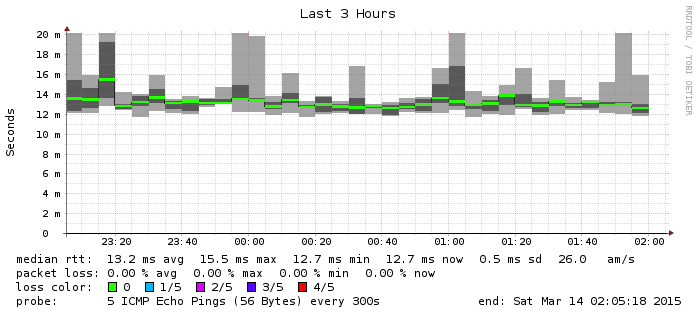 Last 3 Hours
RRDTOOL / TOBI OETIKER
Seconds
20 m
18 m
16 m
14 m
12 m
10 m
8 m
6 m
4 m
2 m
0
23:20 23:40 00:00 00:20 00:40 01:00 01:20 01:40 02:00
median rtt: 13.2 ms avg 15.5 ms max 12.7 ms min 12.7 ms now 0.5 ms sd 26.0 am/s
packet loss: 0.00 % avg 0.00 % max 0.00 % min 0.00 % now
loss color: 0 1/5 2/5 3/5 4/5
probe: 5 ICMP Echo Pings (56 Bytes) every 300s end: Sat Mar 14 02:05:18 2015